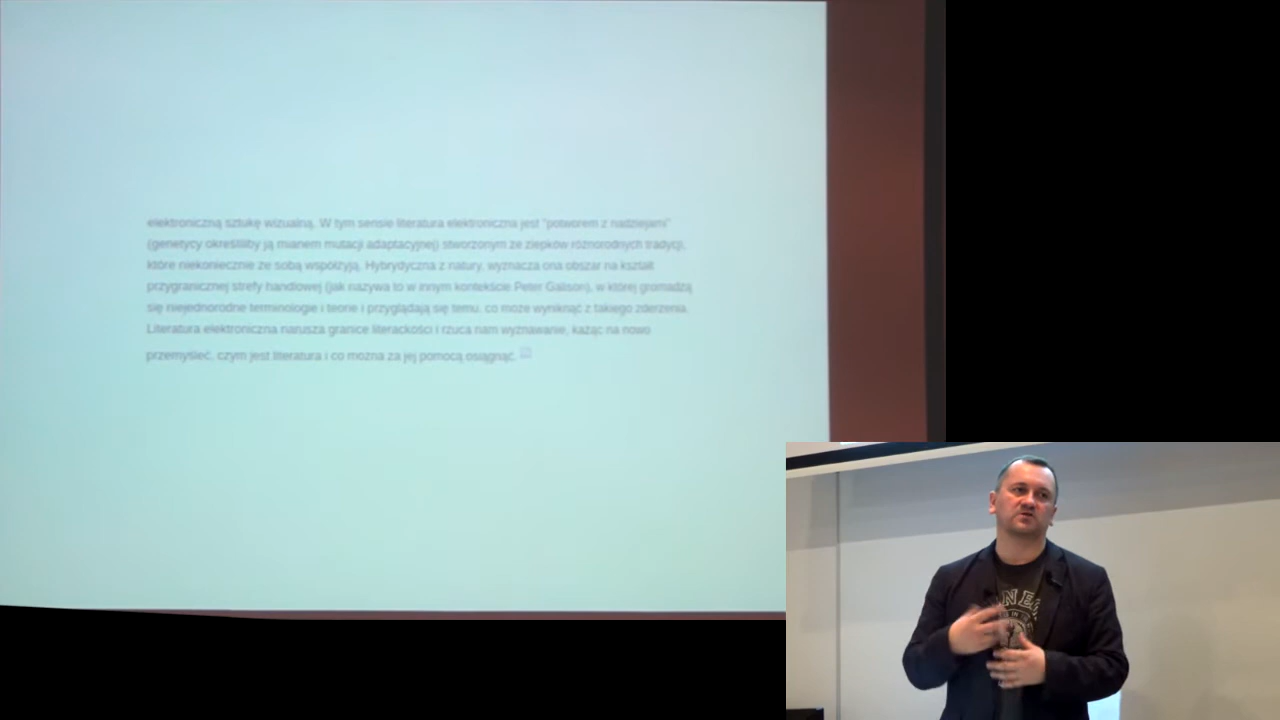 elektroniczną sztukę wizualną. W tym sensie literatura elektroniczna jest "potworem z nadziejami"
(genetycy określiliby ją mianem mutacji adaptacyjnej) stworzonym ze zlepków różnorodnych tradycji,
które niekoniecznie ze sobą współżyją. Hybrydyczna z natury, wyznacza ona obszar na kształt
przygranicznej strefy handlowej (jak nazywa to w innym kontekście Peter Galison), w której gromadzą
się niejednorodne terminologie i teorie i przyglądają się temu, co może wyniknąć z takiego zderzenia.
Literatura elektroniczna narusza granice literackości i rzuca nam wyznawanie, każąc na nowo
przemyśleć, czym jest literatura i co można za jej pomocą osiągnąć.